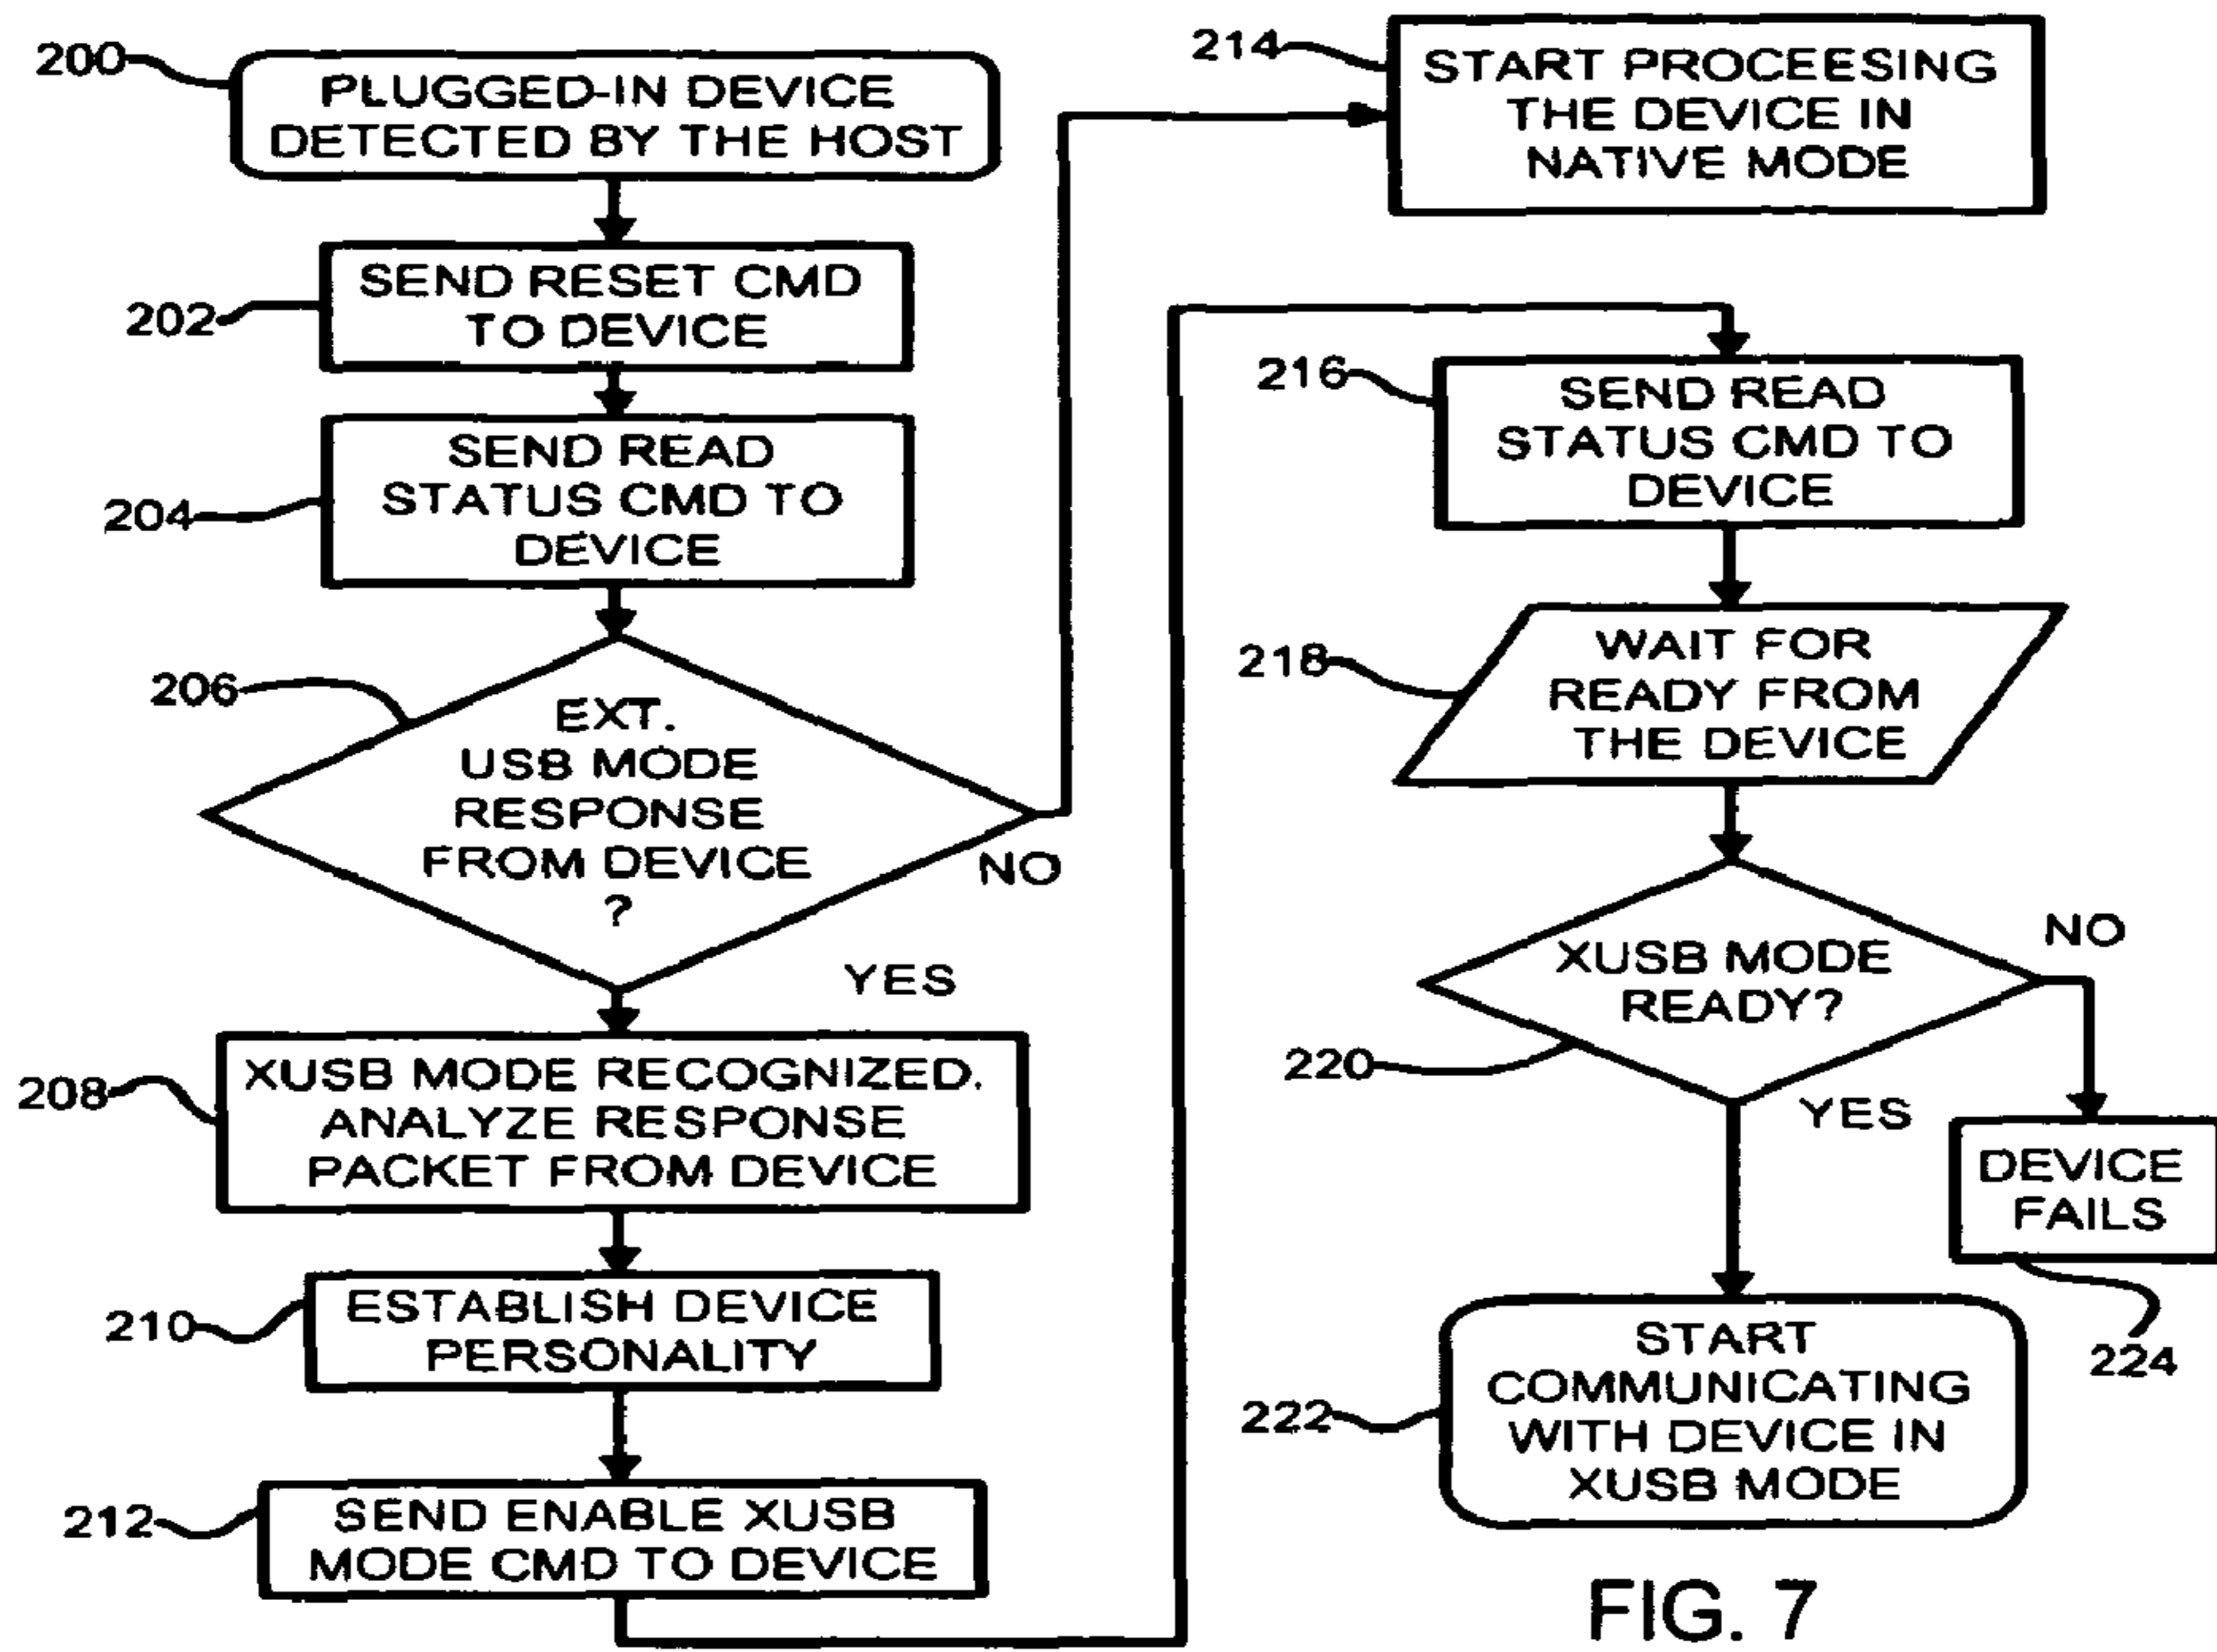 200
PLUGGED-IN DEVICE
DETECTED BY THE HOST
202
SEND RESET CMD
TO DEVICE
204
SEND READ
STATUS CMD TO
DEVICE
206
EXT.
USB MODE
RESPONSE
FROM DEVICE
?
NO
YES
208
XUSB MODE RECOGNIZED.
ANALYZE RESPONSE
PACKET FROM DEVICE
210
ESTABLISH DEVICE
PERSONALITY
212
SEND ENABLE XUSB
MODE CMD TO DEVICE
214
START PROCEESING
THE DEVICE IN
NATIVE MODE
216
SEND READ
STATUS CMD TO
DEVICE
218
WAIT FOR
READY FROM
THE DEVICE
220
XUSB MODE
READY?
NO
YES
DEVICE
FAILS
224
222
START
COMMUNICATING
WITH DEVICE IN
XUSB MODE
FIG. 7